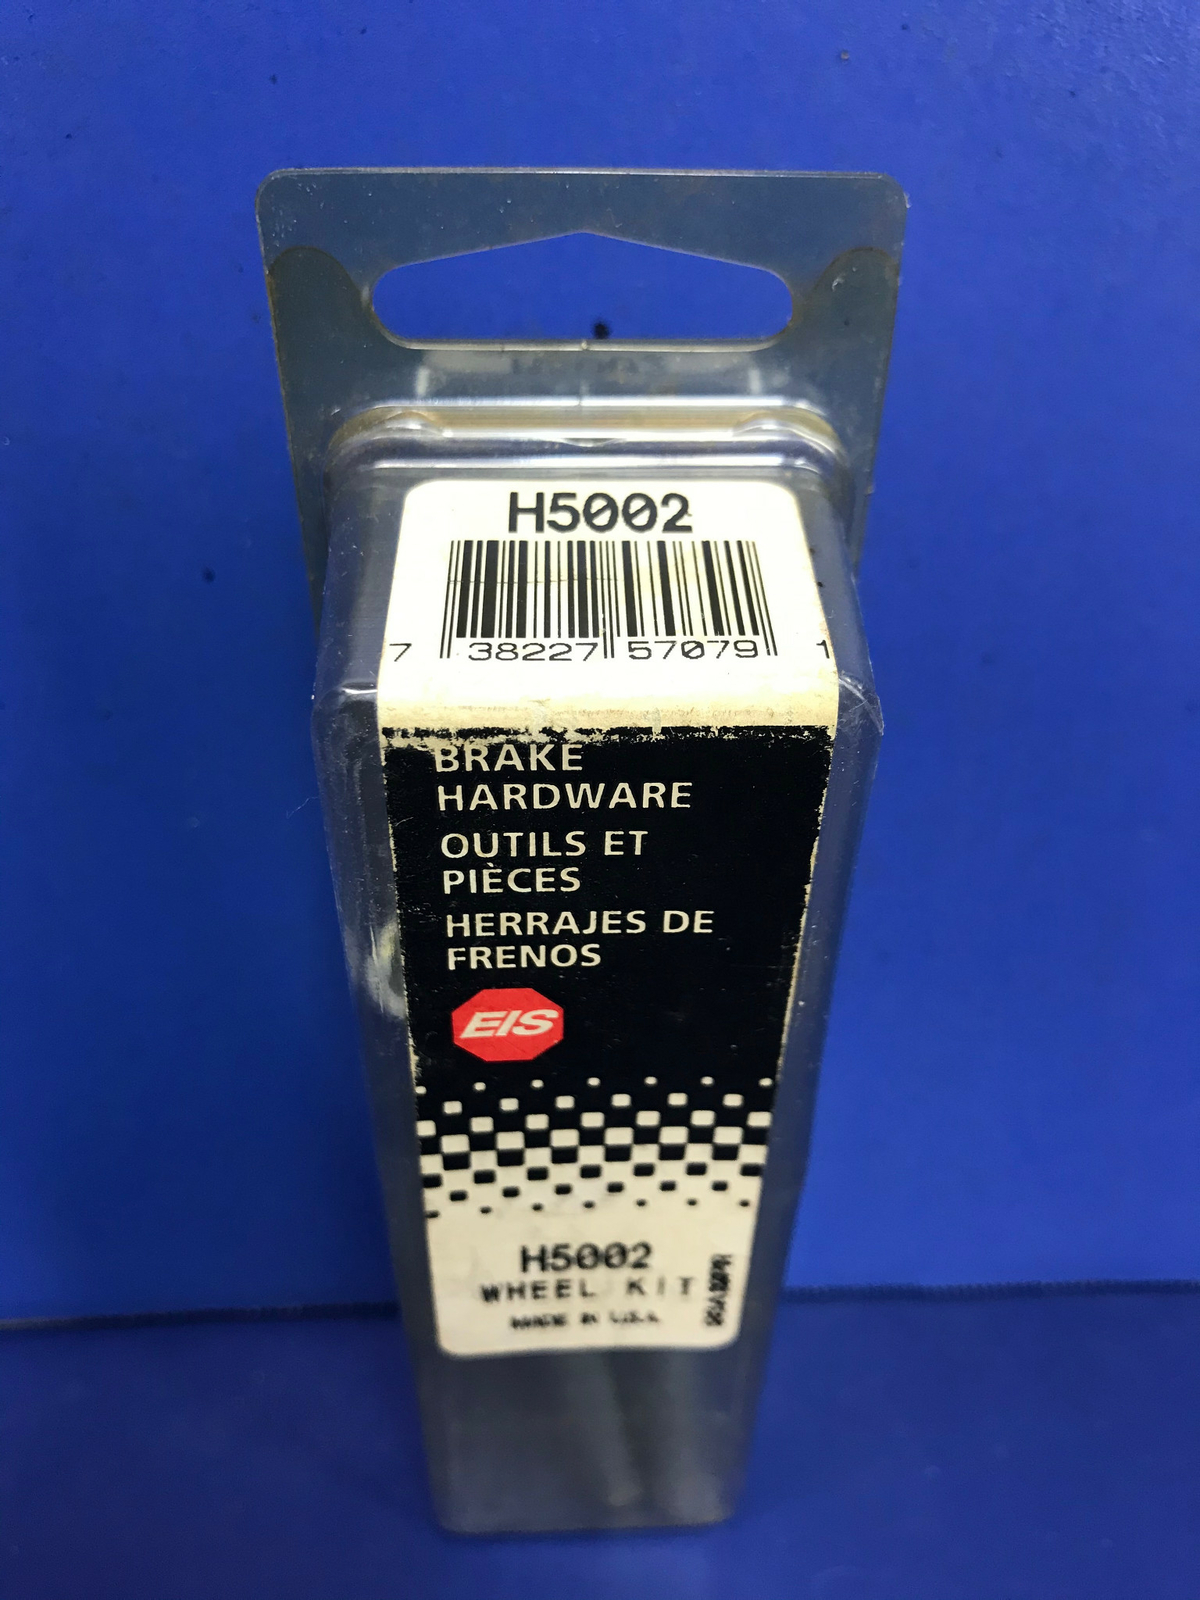 H5002
7 38227 57079 1
BRAKE
HARDWARE
OUTILS ET
PIÈCES
HERRAJES DE
FRENOS
EIS
H5002
WHEEL KIT
MADE IN U.S.A.